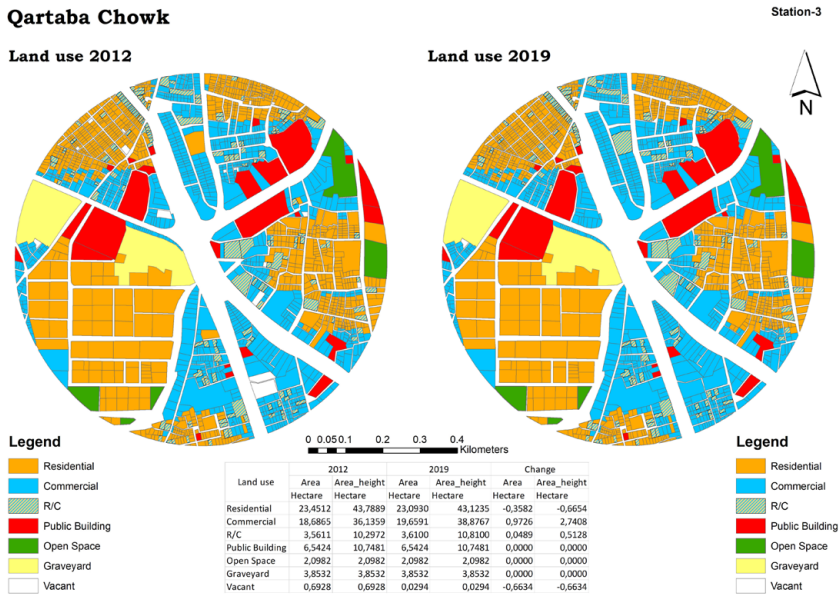 Qartaba Chowk
Station-3
Land use 2012
Land use 2019
N
0 0.05 0.1 0.2 0.3 0.4
Kilometers
Legend
Residential
Commercial
R/C
Public Building
Open Space
Graveyard
Vacant
Land use 2012 2019 Change
Area Area_height Area Area_height Area Area_height
Hectare Hectare Hectare Hectare Hectare Hectare
Residential 23,4512 43,7889 23,0930 43,1235 -0,3582 -0,6654
Commercial 18,6865 36,1359 19,6591 38,8767 0,9726 2,7408
R/C 3,5611 10,2972 3,6100 10,8100 0,0489 0,5128
Public Building 6,5424 10,7481 6,5424 10,7481 0,0000 0,0000
Open Space 2,0982 2,0982 2,0982 2,0982 0,0000 0,0000
Graveyard 3,8532 3,8532 3,8532 3,8532 0,0000 0,0000
Vacant 0,6928 0,6928 0,0294 0,0294 -0,6634 -0,6634
Legend
Residential
Commercial
R/C
Public Building
Open Space
Graveyard
Vacant